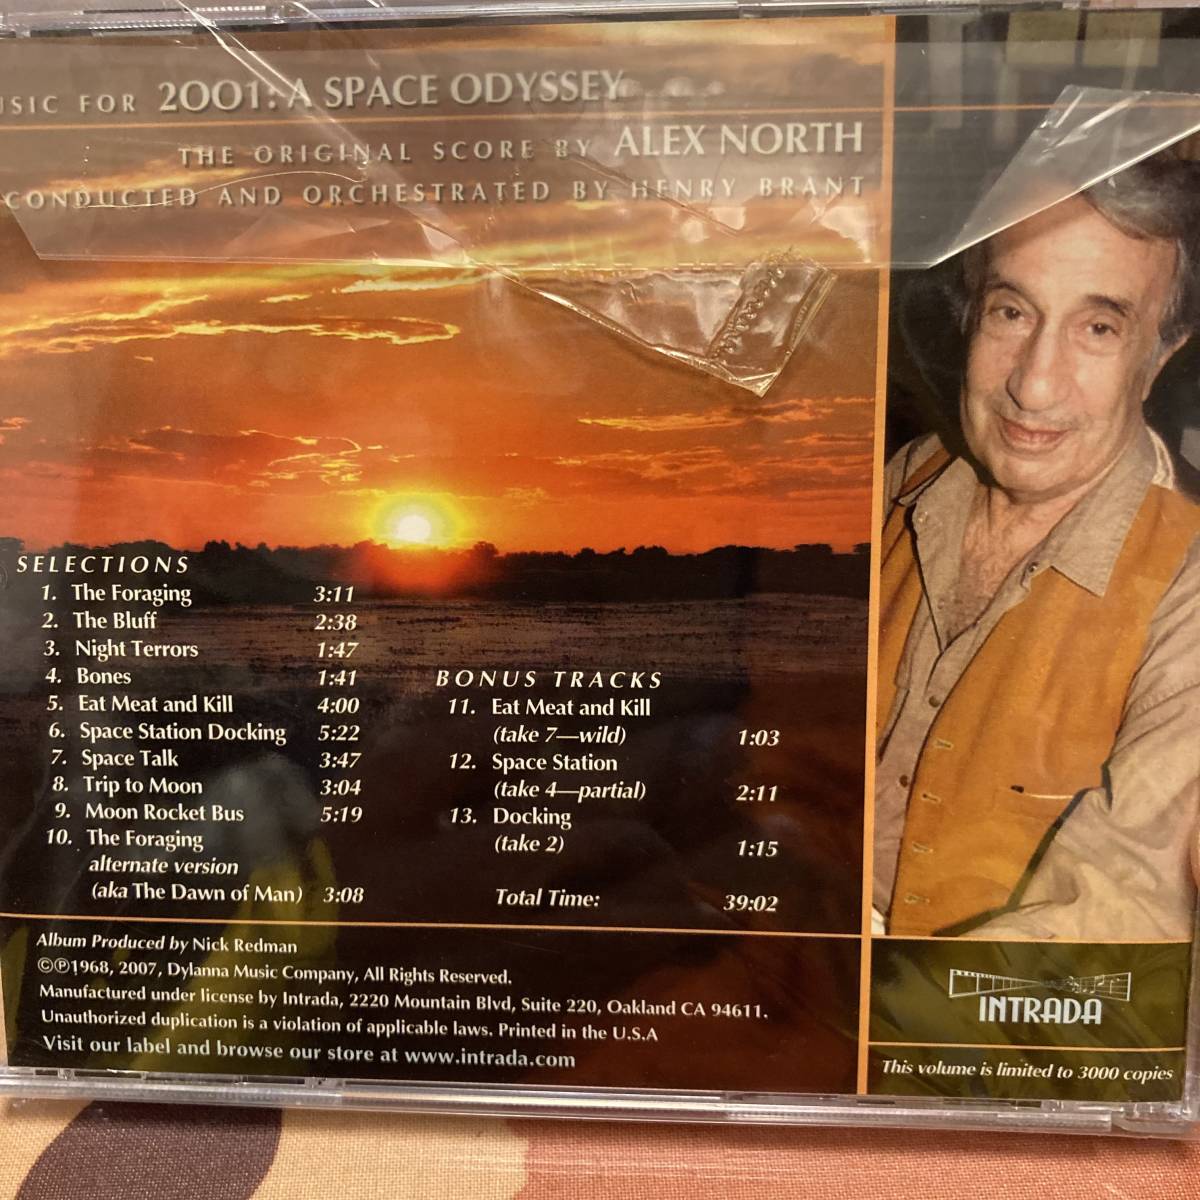 MUSIC FOR 2001: A SPACE ODYSSEY
THE ORIGINAL SCORE BY ALEX NORTH
CONDUCTED AND ORCHESTRATED BY HENRY BRANT
SELECTIONS
1. The Foraging 3:11
2. The Bluff 2:38
3. Night Terrors 1:47
4. Bones 1:41
5. Eat Meat and Kill 4:00
6. Space Station Docking 5:22
7. Space Talk 3:47
8. Trip to Moon 3:04
9. Moon Rocket Bus 5:19
10. The Foraging
alternate version
(aka The Dawn of Man) 3:08
BONUS TRACKS
11. Eat Meat and Kill
(take 7—wild) 1:03
12. Space Station
(take 4—partial) 2:11
13. Docking
(take 2) 1:15
Total Time: 39:02
Album Produced by Nick Redman
©℗1968, 2007, Dylanna Music Company, All Rights Reserved.
Manufactured under license by Intrada, 2220 Mountain Blvd, Suite 220, Oakland CA 94611.
Unauthorized duplication is a violation of applicable laws. Printed in the U.S.A
Visit our label and browse our store at www.intrada.com
INTRADA
This volume is limited to 3000 copies